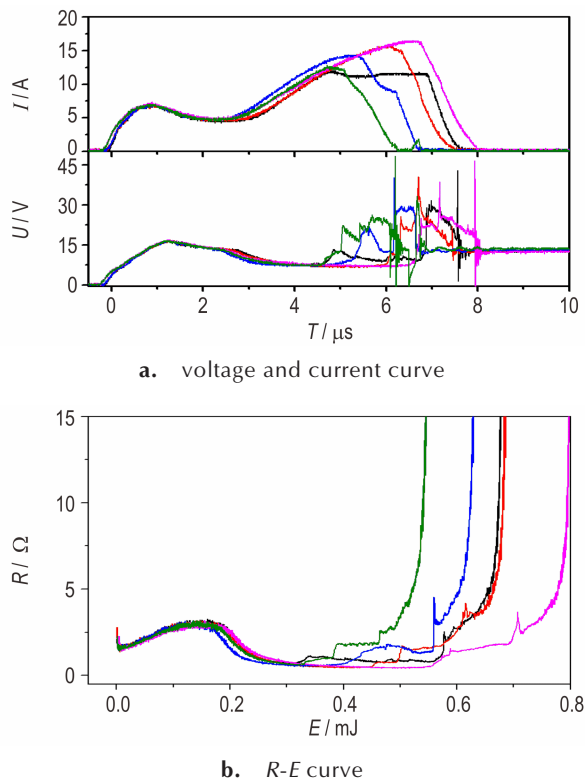 20
15
10
5
0
I / A
45
30
15
0
U / V
0 2 4 6 8 10
T / μs
a. voltage and current curve
15
10
5
0
R / Ω
0.0 0.2 0.4 0.6 0.8
E / mJ
b. R-E curve